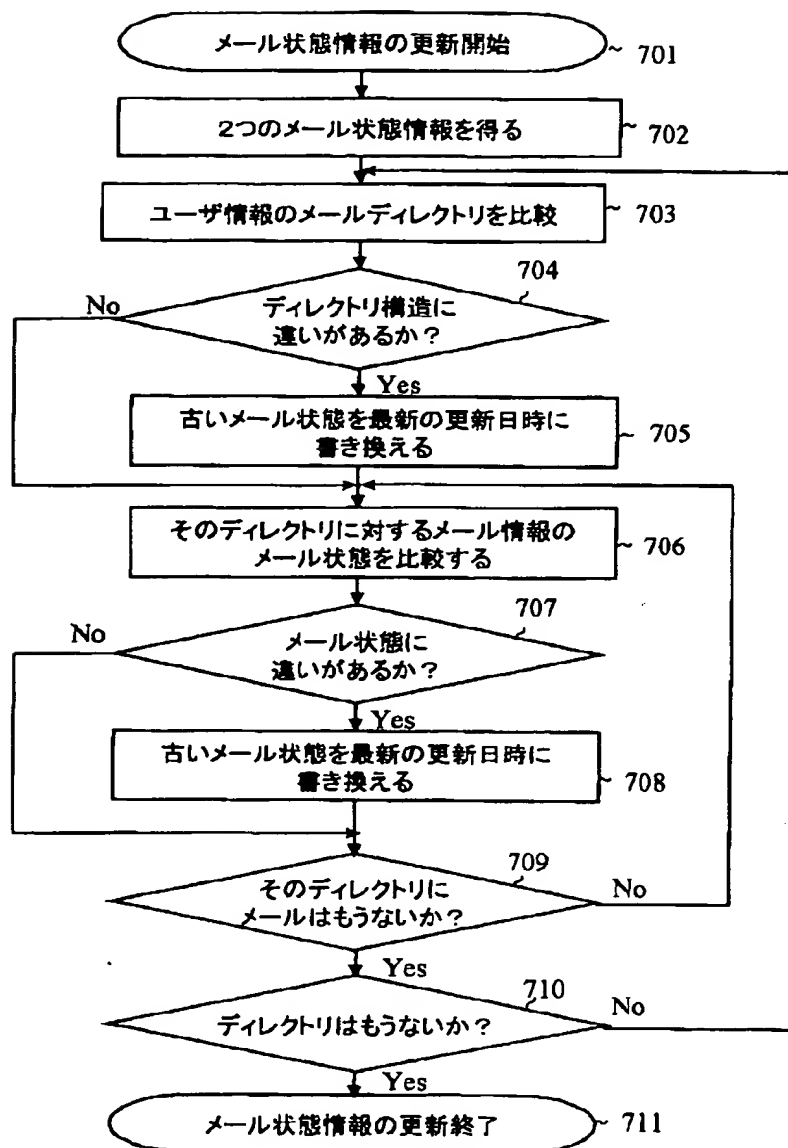 メール状態情報の更新開始
701
2つのメール状態情報を得る
702
ユーザ情報のメールディレクトリを比較
703
704
No
ディレクトリ構造に
違いがあるか?
Yes
古いメール状態を最新の更新日時に
書き換える
705
そのディレクトリに対するメール情報の
メール状態を比較する
706
707
No
メール状態に
違いがあるか?
Yes
古いメール状態を最新の更新日時に
書き換える
708
709
そのディレクトリに
メールはもうないか?
No
Yes
710
ディレクトリはもうないか?
No
Yes
メール状態情報の更新終了
711